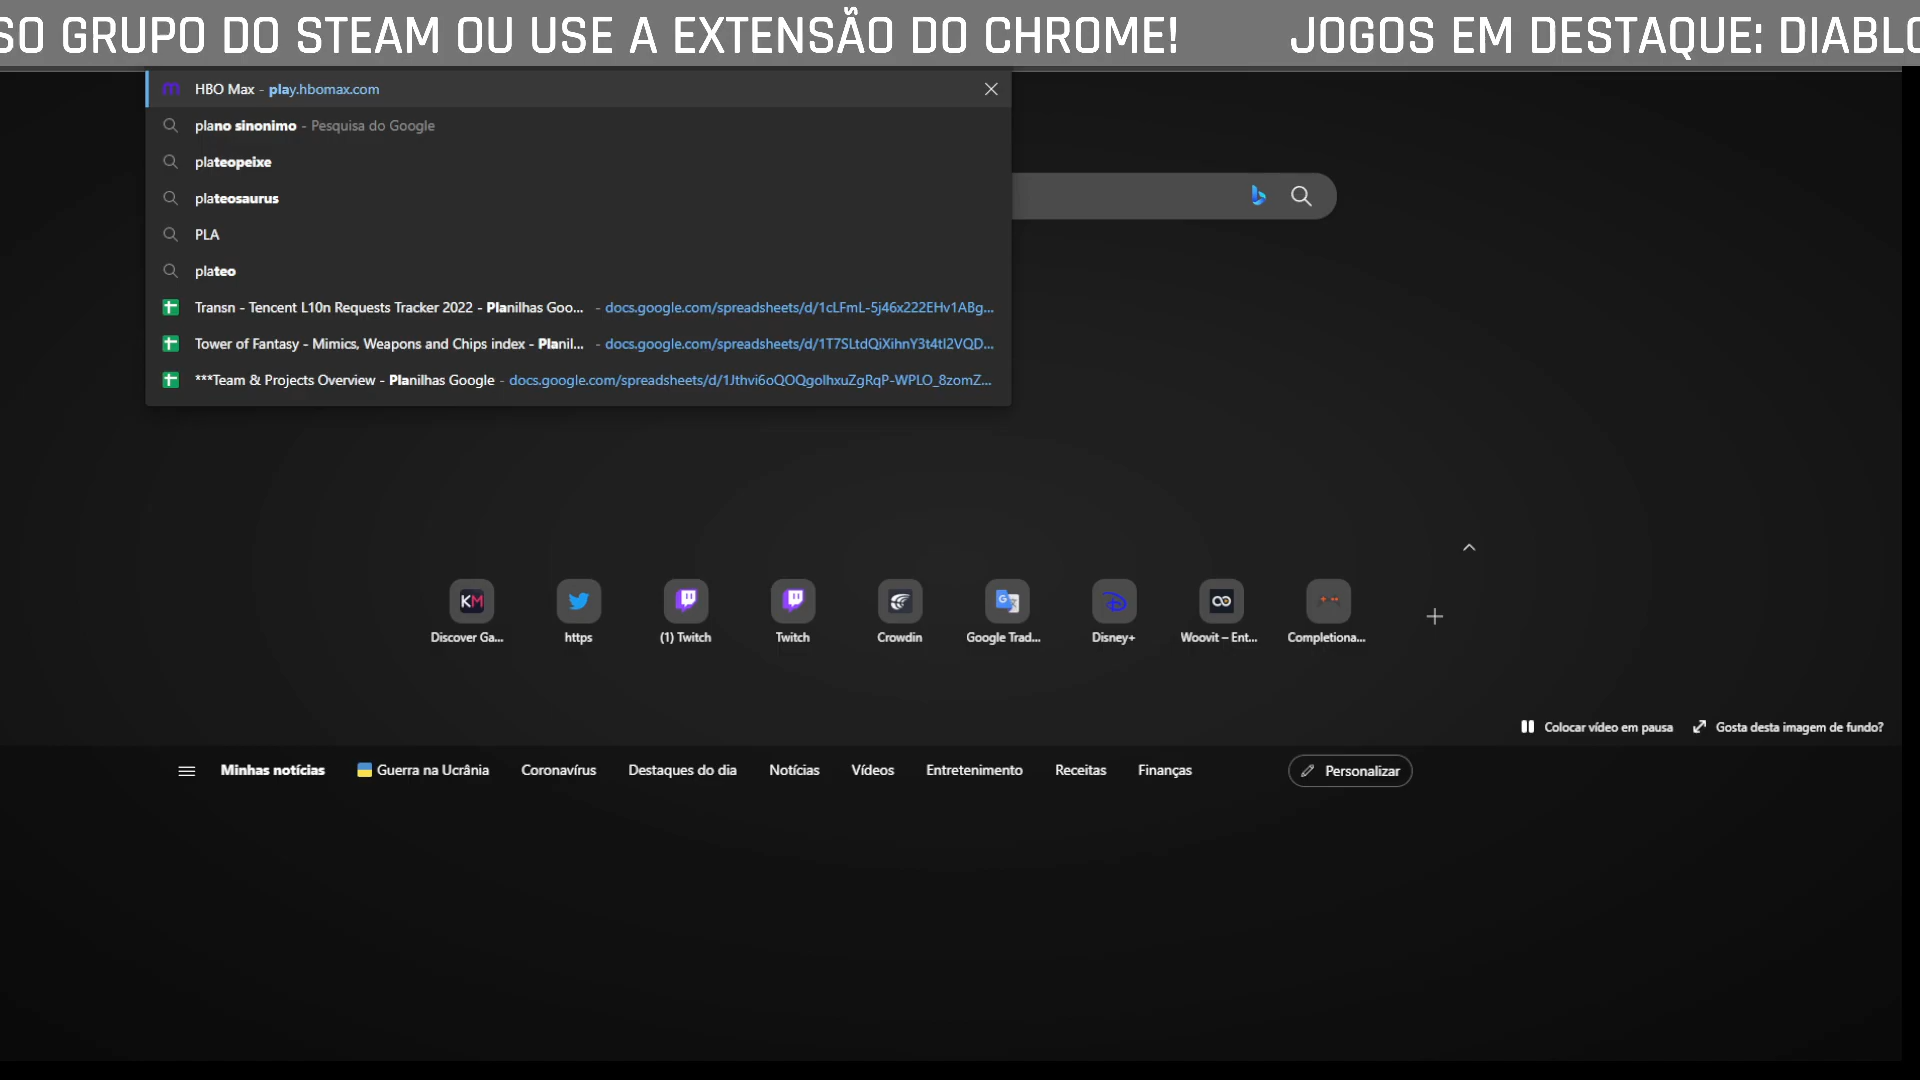 SO GRUPO DO STEAM OU USE A EXTENSÃO DO CHROME! JOGOS EM DESTAQUE: DIABLO
HBO Max - play.hbomax.com
plano sinonimo - Pesquisa do Google
plateopeixe
plateosaurus
PLA
plateo
Transn - Tencent L10n Requests Tracker 2022 - Planilhas Goo... - docs.google.com/spreadsheets/d/1cLFmL-5j46x222EHv1ABg...
Tower of Fantasy - Mimics, Weapons and Chips index - Planil... - docs.google.com/spreadsheets/d/1T7SLtdQiXihnY3t4tI2VQD...
***Team & Projects Overview - Planilhas Google - docs.google.com/spreadsheets/d/1Jthvi6oQOQgolhxuZgRqP-WPLO_8zomZ...
KM
Discover Ga... https (1) Twitch Twitch Crowdin Google Trad... Disney+ Woovit – Ent... Completiona...
Colocar vídeo em pausa Gosta desta imagem de fundo?
Minhas notícias Guerra na Ucrânia Coronavírus Destaques do dia Notícias Vídeos Entretenimento Receitas Finanças Personalizar